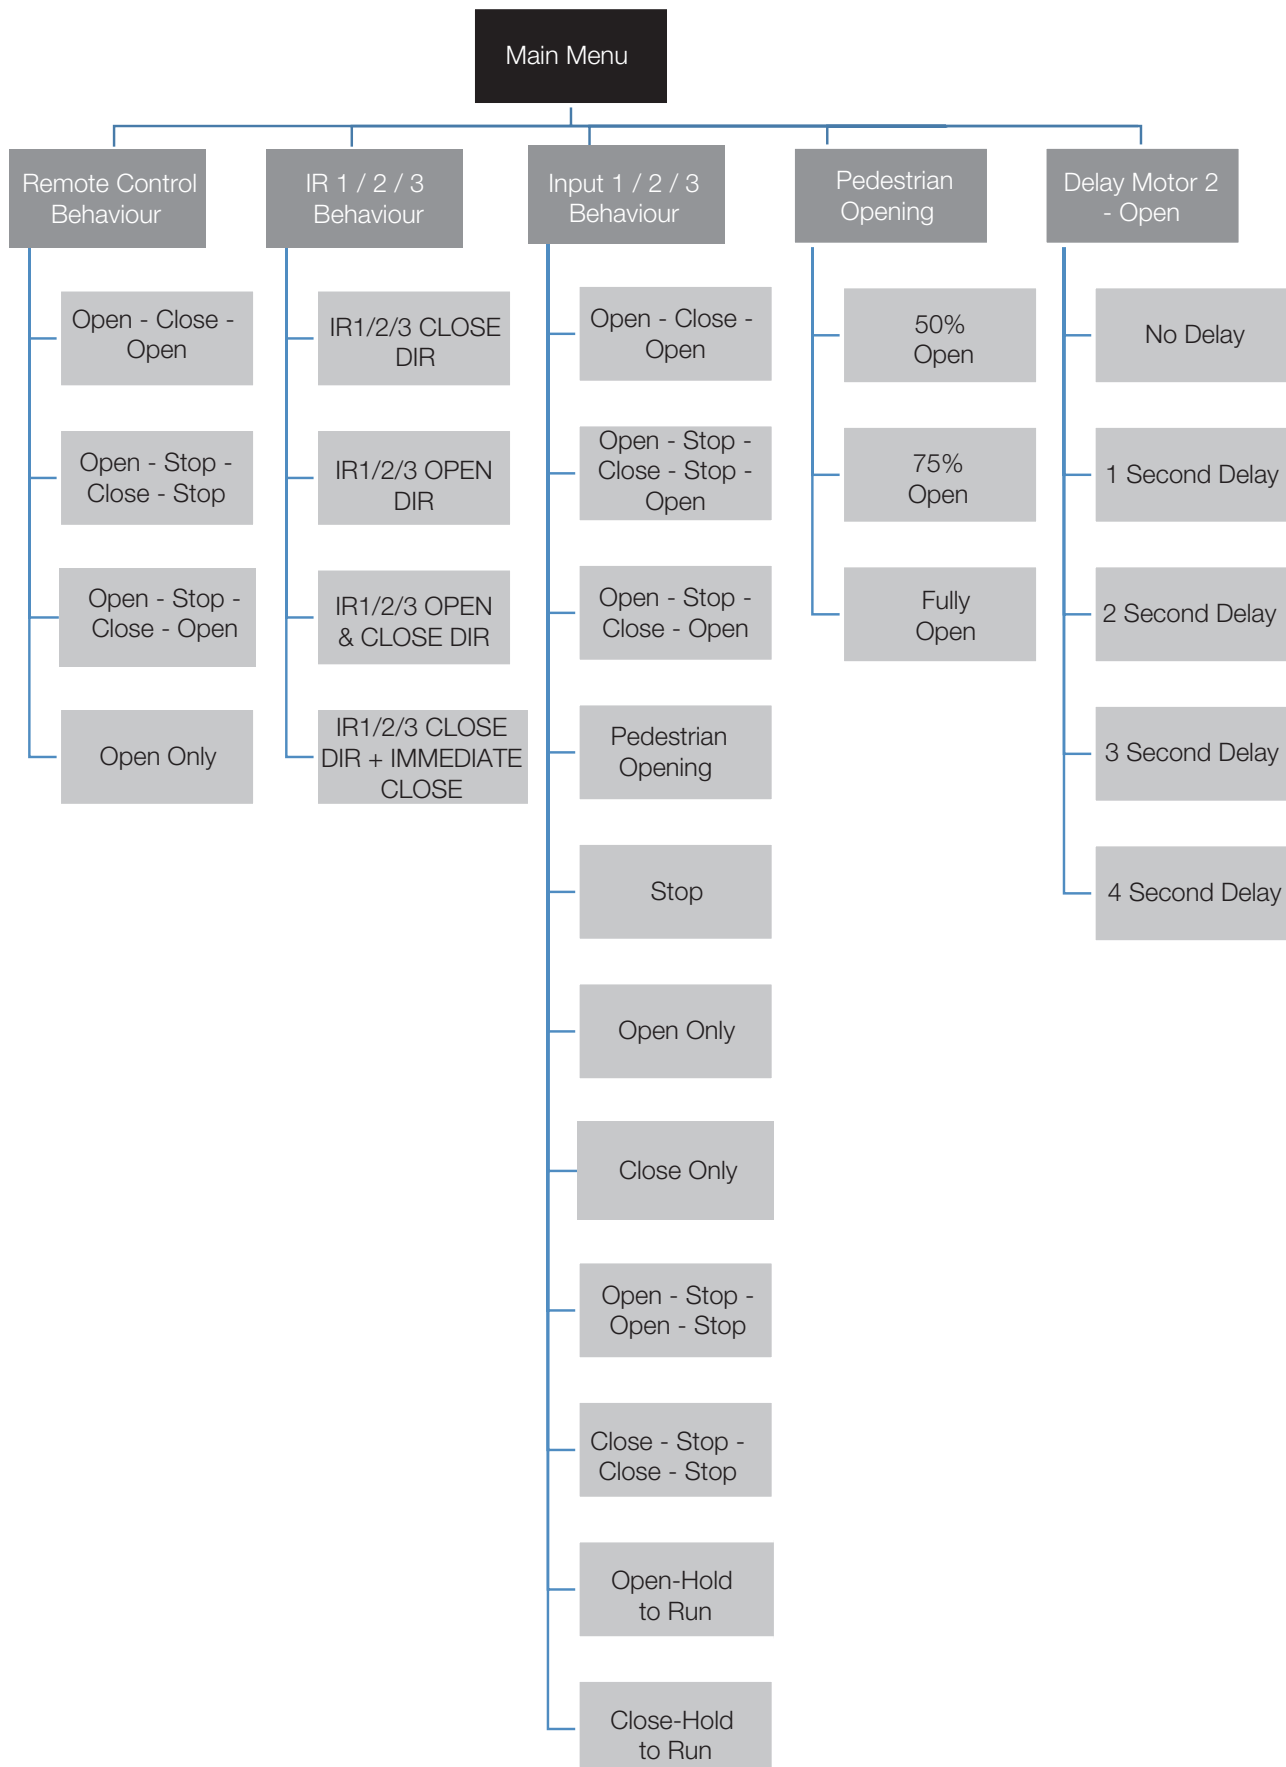 Main Menu
Remote Control
Behaviour
Open - Close -
Open
Open - Stop -
Close - Stop
Open - Stop -
Close - Open
Open Only
IR 1 / 2 / 3
Behaviour
IR1/2/3 CLOSE
DIR
IR1/2/3 OPEN
DIR
IR1/2/3 OPEN
& CLOSE DIR
IR1/2/3 CLOSE
DIR + IMMEDIATE
CLOSE
Input 1 / 2 / 3
Behaviour
Open - Close -
Open
Open - Stop -
Close - Stop -
Open
Open - Stop -
Close - Open
Pedestrian
Opening
Stop
Open Only
Close Only
Open - Stop -
Open - Stop
Close - Stop -
Close - Stop
Open-Hold
to Run
Close-Hold
to Run
Pedestrian
Opening
50%
Open
75%
Open
Fully
Open
Delay Motor 2
- Open
No Delay
1 Second Delay
2 Second Delay
3 Second Delay
4 Second Delay